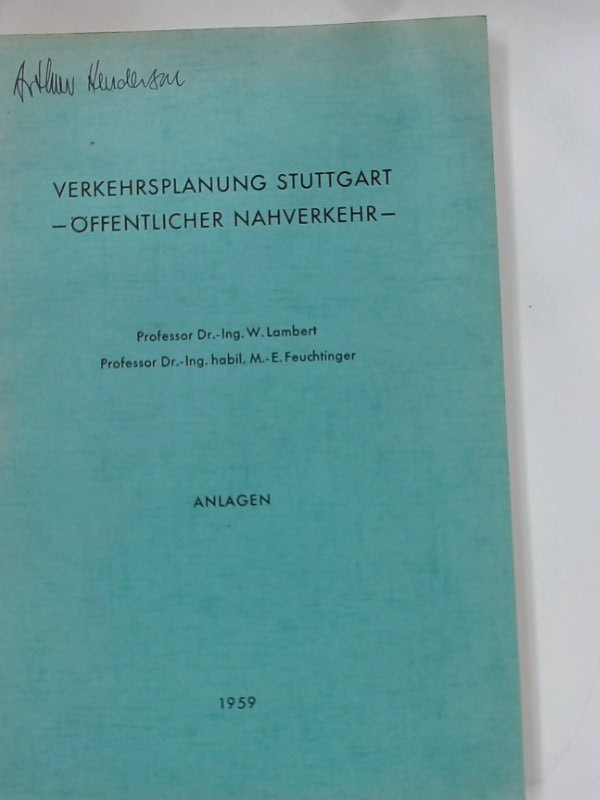 Arthur Henderson
VERKEHRSPLANUNG STUTTGART
—ÖFFENTLICHER NAHVERKEHR—
Professor Dr.-Ing. W. Lambert
Professor Dr.-Ing. habil. M.-E. Feuchtinger
ANLAGEN
1959